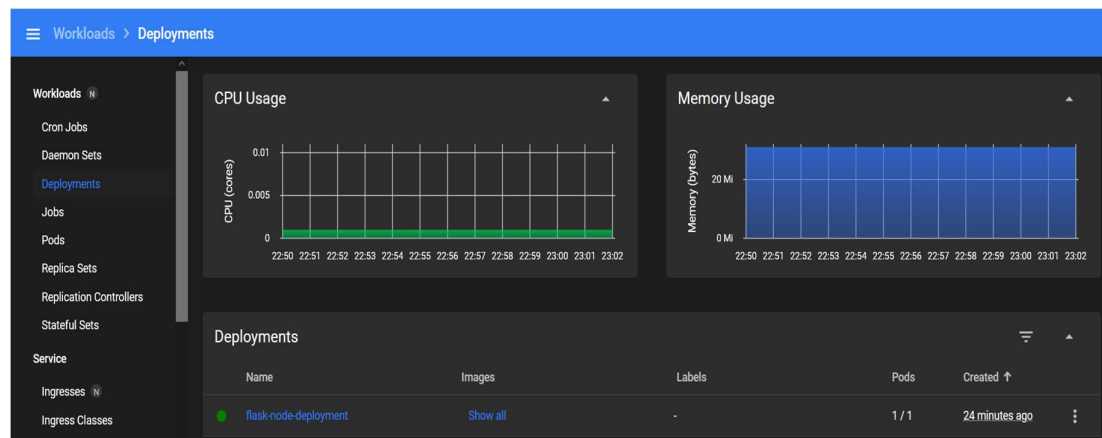 Workloads > Deployments
Workloads N
Cron Jobs
Daemon Sets
Deployments
Jobs
Pods
Replica Sets
Replication Controllers
Stateful Sets
Service
Ingresses N
Ingress Classes
CPU Usage
CPU (cores)
0.01
0.005
0
22:50 22:51 22:52 22:53 22:54 22:55 22:56 22:57 22:58 22:59 23:00 23:01 23:02
Memory Usage
Memory (bytes)
20 Mi
0 Mi
22:50 22:51 22:52 22:53 22:54 22:55 22:56 22:57 22:58 22:59 23:00 23:01 23:02
Deployments
Name Images Labels Pods Created ↑
flask-node-deployment Show all - 1 / 1 24 minutes ago